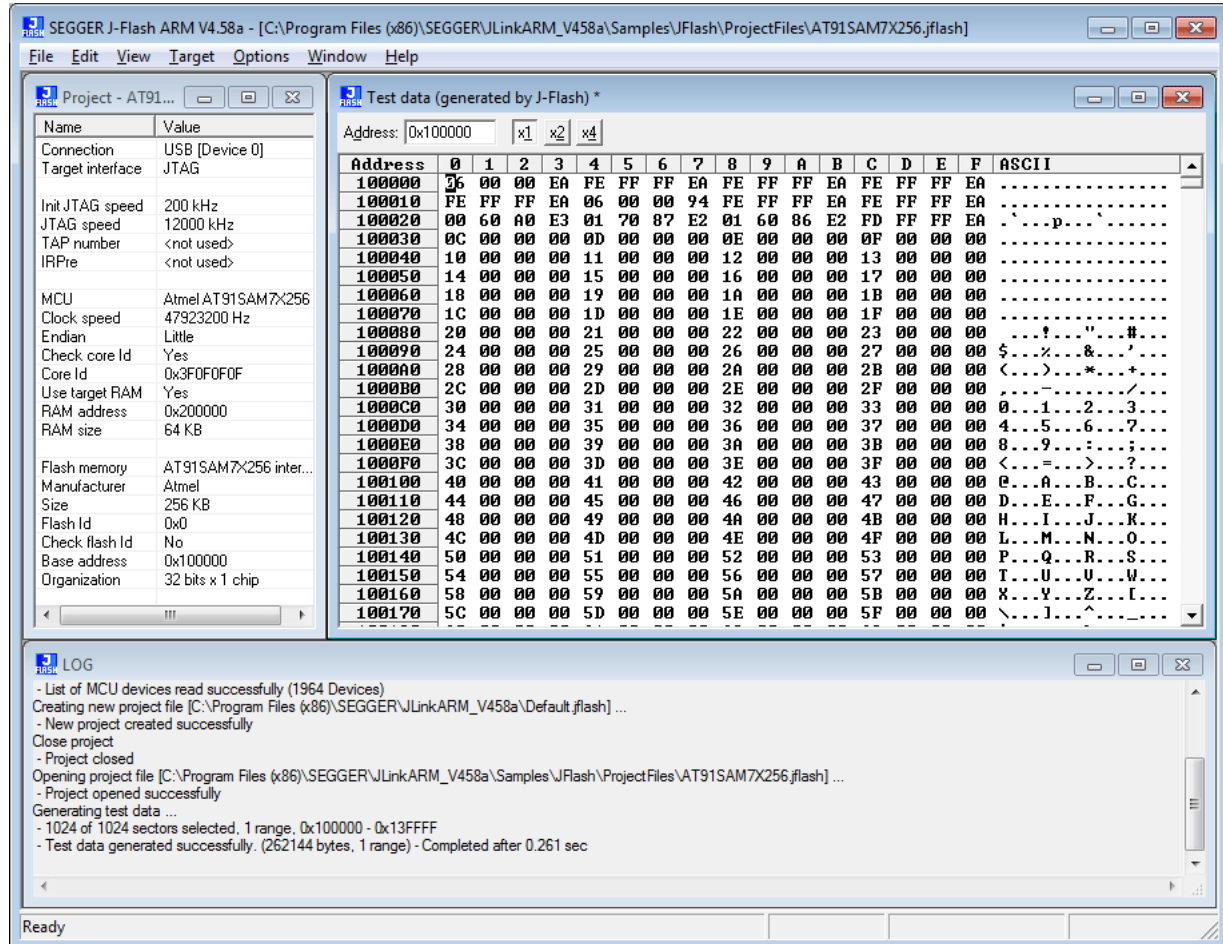 SEGGER J-Flash ARM V4.58a - [C:\Program Files (x86)\SEGGER\JLinkARM_V458a\Samples\JFlash\ProjectFiles\AT91SAM7X256.jflash]
File Edit View Target Options Window Help
Project - AT91...
Name Value
Connection USB [Device 0]
Target interface JTAG
Init JTAG speed 200 kHz
JTAG speed 12000 kHz
TAP number <not used>
IRPre <not used>
MCU Atmel AT91SAM7X256
Clock speed 47923200 Hz
Endian Little
Check core Id Yes
Core Id 0x3F0F0F0F
Use target RAM Yes
RAM address 0x200000
RAM size 64 KB
Flash memory AT91SAM7X256 inter...
Manufacturer Atmel
Size 256 KB
Flash Id 0x0
Check flash Id No
Base address 0x100000
Organization 32 bits x 1 chip
Test data (generated by J-Flash) *
Address: 0x100000 x1 x2 x4
Address 0 1 2 3 4 5 6 7 8 9 A B C D E F ASCII
100000 06 00 00 EA FE FF FF EA FE FF FF EA FE FF FF EA ................
100010 FE FF FF EA 06 00 00 94 FE FF FF EA FE FF FF EA ................
100020 00 60 A0 E3 01 70 87 E2 01 60 86 E2 FD FF FF EA .`...p...`......
100030 0C 00 00 00 0D 00 00 00 0E 00 00 00 0F 00 00 00 ................
100040 10 00 00 00 11 00 00 00 12 00 00 00 13 00 00 00 ................
100050 14 00 00 00 15 00 00 00 16 00 00 00 17 00 00 00 ................
100060 18 00 00 00 19 00 00 00 1A 00 00 00 1B 00 00 00 ................
100070 1C 00 00 00 1D 00 00 00 1E 00 00 00 1F 00 00 00 ................
100080 20 00 00 00 21 00 00 00 22 00 00 00 23 00 00 00  ...!..."...#...
100090 24 00 00 00 25 00 00 00 26 00 00 00 27 00 00 00 $...%...&...'...
1000A0 28 00 00 00 29 00 00 00 2A 00 00 00 2B 00 00 00 (...)...*...+...
1000B0 2C 00 00 00 2D 00 00 00 2E 00 00 00 2F 00 00 00 ,...-......./...
1000C0 30 00 00 00 31 00 00 00 32 00 00 00 33 00 00 00 0...1...2...3...
1000D0 34 00 00 00 35 00 00 00 36 00 00 00 37 00 00 00 4...5...6...7...
1000E0 38 00 00 00 39 00 00 00 3A 00 00 00 3B 00 00 00 8...9...:...;...
1000F0 3C 00 00 00 3D 00 00 00 3E 00 00 00 3F 00 00 00 <...=...>...?...
100100 40 00 00 00 41 00 00 00 42 00 00 00 43 00 00 00 @...A...B...C...
100110 44 00 00 00 45 00 00 00 46 00 00 00 47 00 00 00 D...E...F...G...
100120 48 00 00 00 49 00 00 00 4A 00 00 00 4B 00 00 00 H...I...J...K...
100130 4C 00 00 00 4D 00 00 00 4E 00 00 00 4F 00 00 00 L...M...N...O...
100140 50 00 00 00 51 00 00 00 52 00 00 00 53 00 00 00 P...Q...R...S...
100150 54 00 00 00 55 00 00 00 56 00 00 00 57 00 00 00 T...U...V...W...
100160 58 00 00 00 59 00 00 00 5A 00 00 00 5B 00 00 00 X...Y...Z...[...
100170 5C 00 00 00 5D 00 00 00 5E 00 00 00 5F 00 00 00 \...]...^..._...
LOG
- List of MCU devices read successfully (1964 Devices)
Creating new project file [C:\Program Files (x86)\SEGGER\JLinkARM_V458a\Default.jflash] ...
- New project created successfully
Close project
- Project closed
Opening project file [C:\Program Files (x86)\SEGGER\JLinkARM_V458a\Samples\JFlash\ProjectFiles\AT91SAM7X256.jflash] ...
- Project opened successfully
Generating test data ...
- 1024 of 1024 sectors selected, 1 range, 0x100000 - 0x13FFFF
- Test data generated successfully. (262144 bytes, 1 range) - Completed after 0.261 sec
Ready